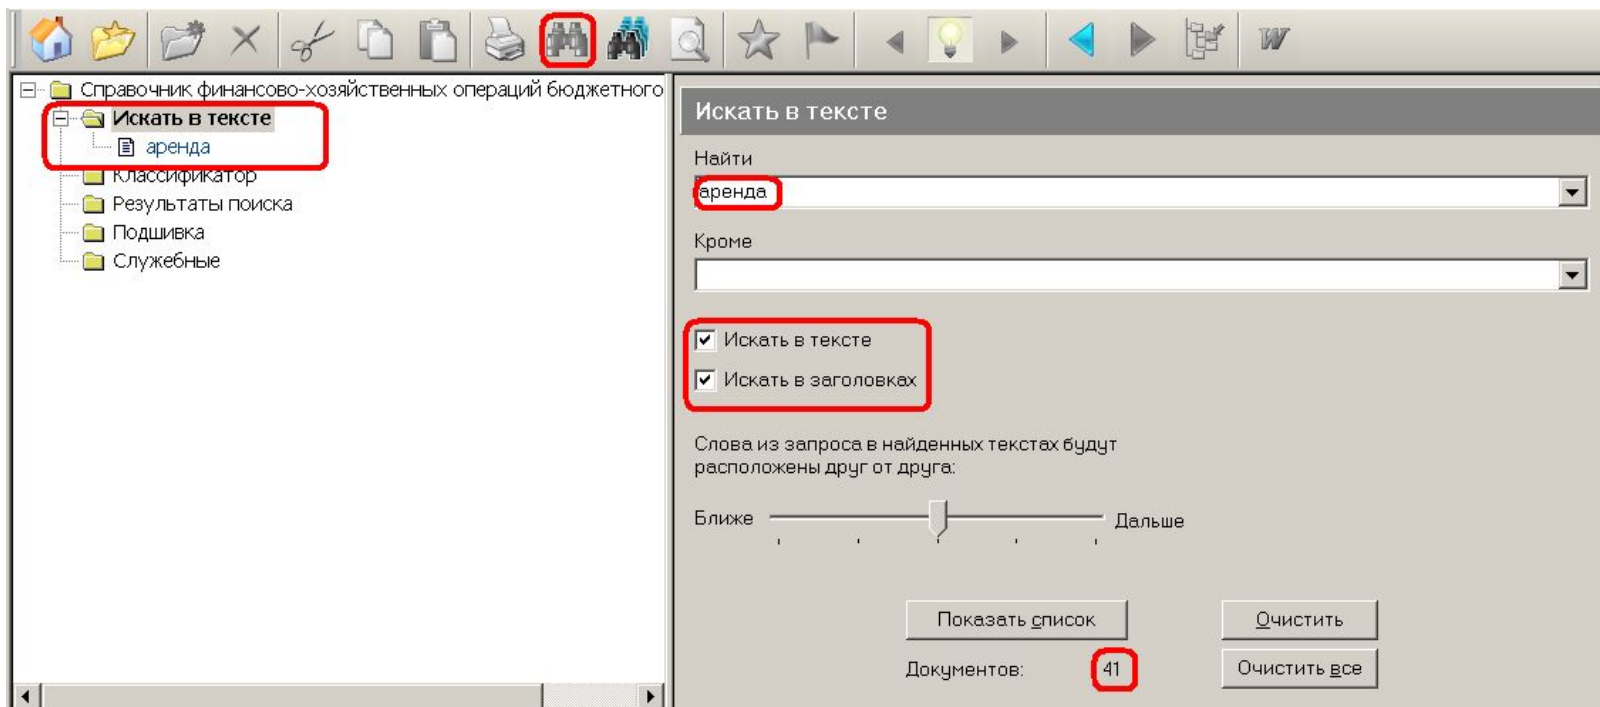 W
Справочник финансово-хозяйственных операций бюджетного
Искать в тексте
аренда
Классификатор
Результаты поиска
Подшивка
Служебные
Искать в тексте
Найти
аренда
Кроме
Искать в тексте
Искать в заголовках
Слова из запроса в найденных текстах будут
расположены друг от друга:
Ближе
Дальше
Показать список
Очистить
Документов:
41
Очистить все